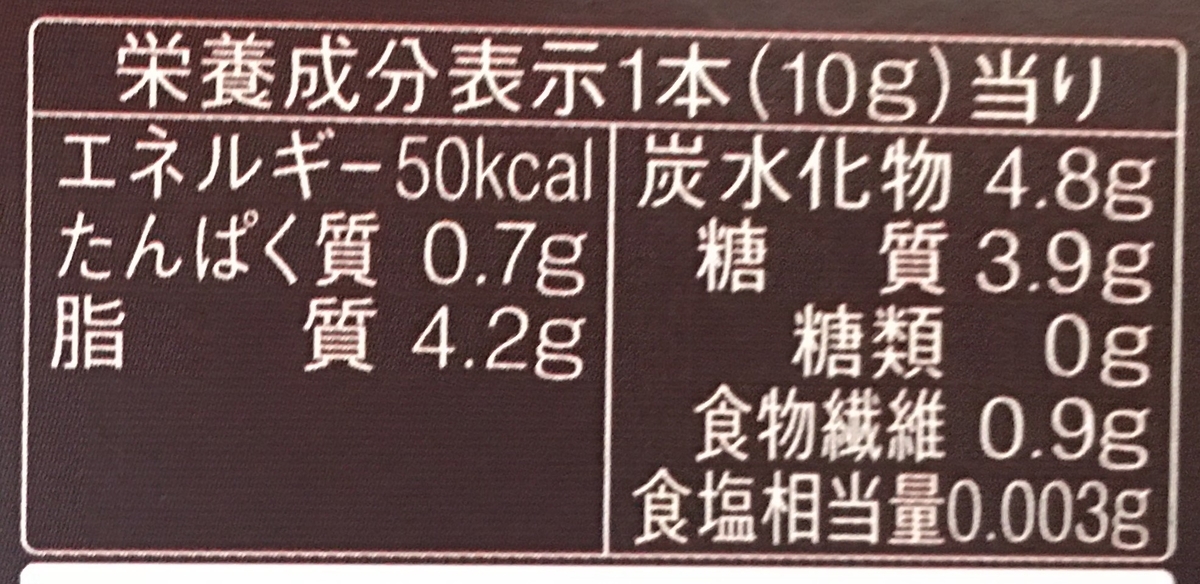 栄養成分表示1本(10g)当り
エネルギー50kcal
たんぱく質 0.7g
脂 質 4.2g
炭水化物 4.8g
糖 質 3.9g
糖類 0g
食物繊維 0.9g
食塩相当量0.003g